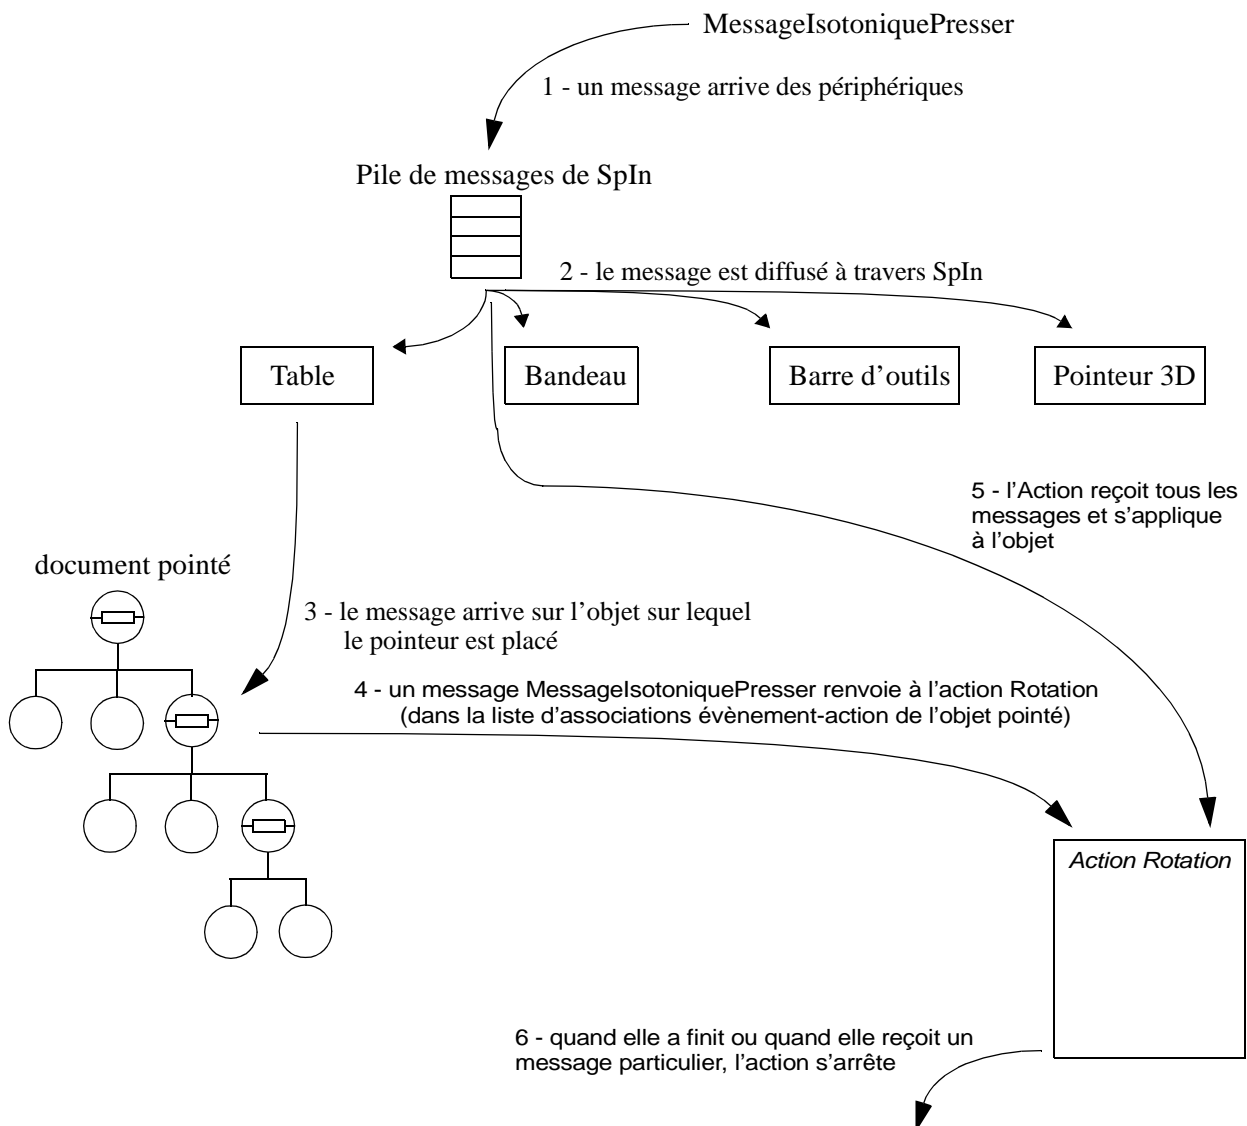 MessageIsotoniquePresser
1 - un message arrive des périphériques
Pile de messages de SpIn
2 - le message est diffusé à travers SpIn
Table
Bandeau
Barre d’outils
Pointeur 3D
5 - l’Action reçoit tous les
messages et s’applique
à l’objet
document pointé
3 - le message arrive sur l’objet sur lequel
le pointeur est placé
4 - un message MessageIsotoniquePresser renvoie à l’action Rotation
(dans la liste d’associations évènement-action de l’objet pointé)
Action Rotation
6 - quand elle a finit ou quand elle reçoit un
message particulier, l’action s’arrête